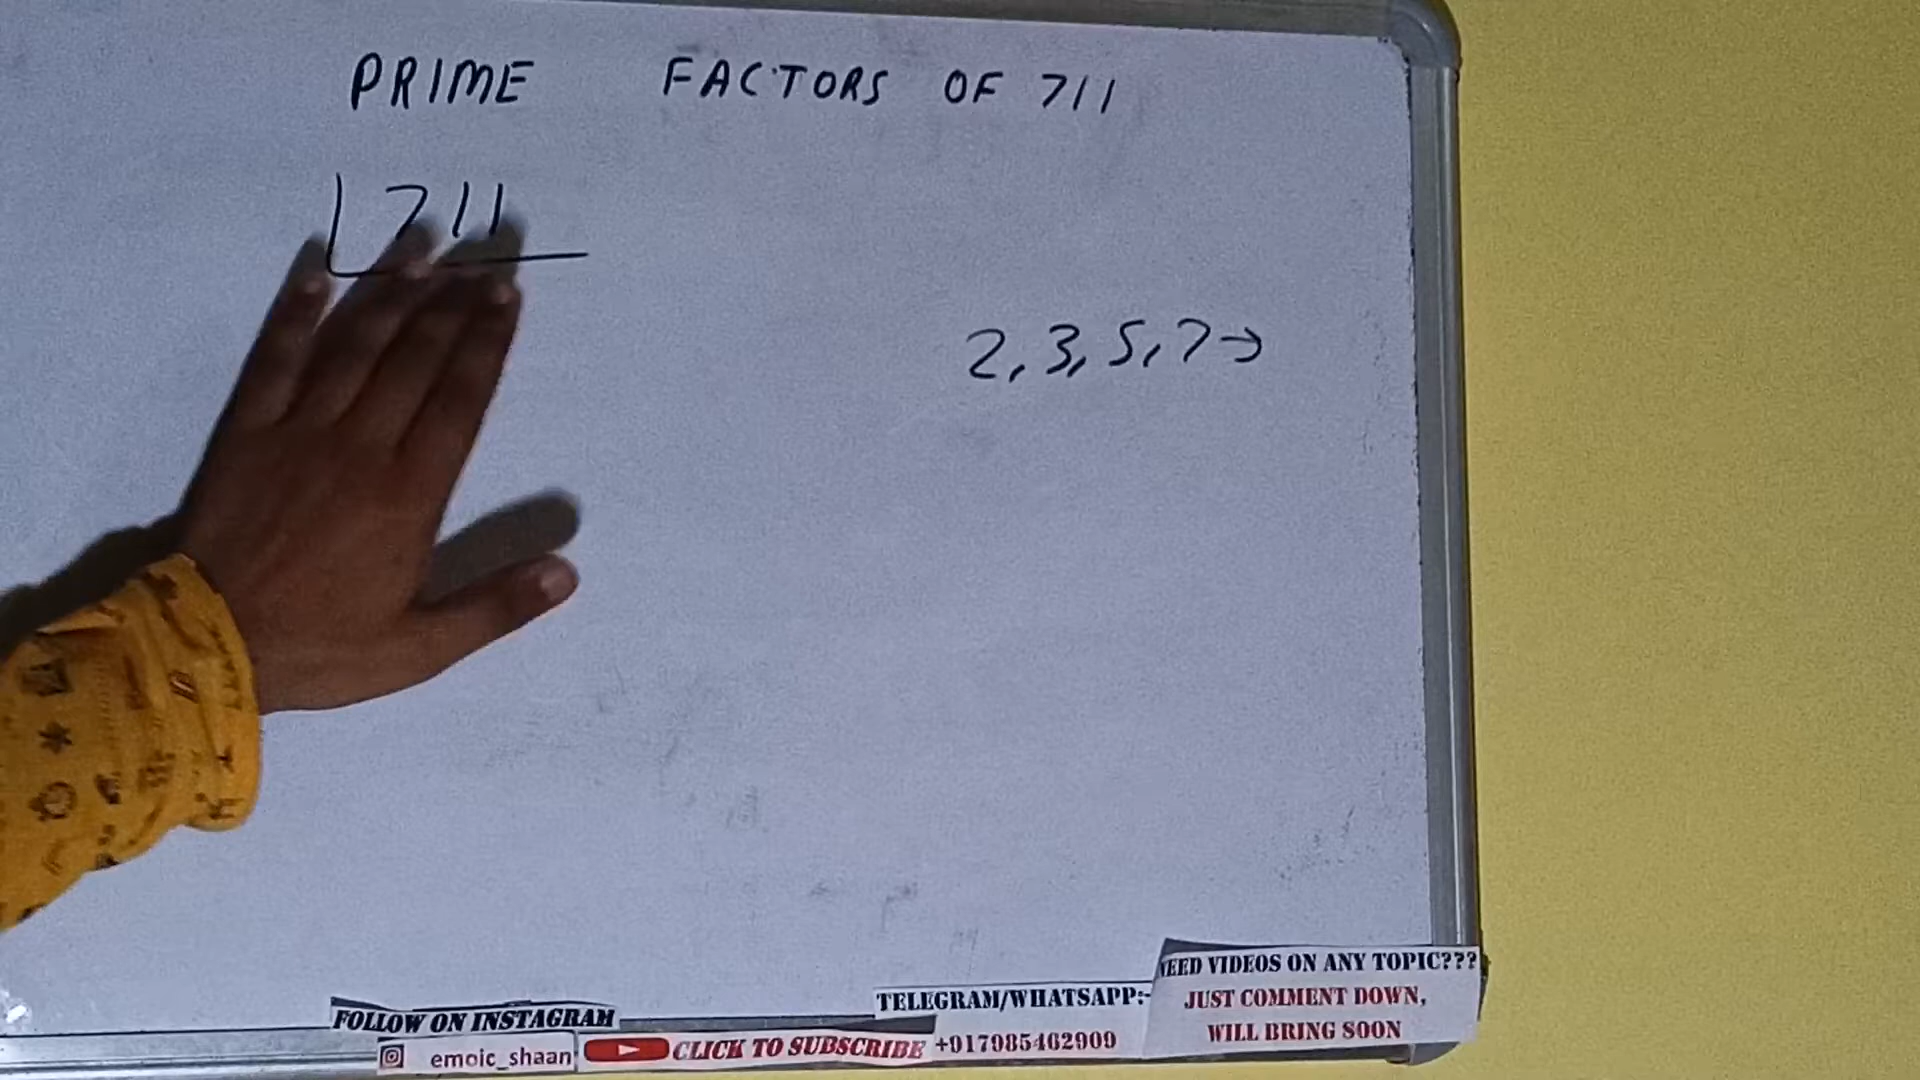 PRIME FACTORS OF 711
711
2, 3, 5, 7 →
EED VIDEOS ON ANY TOPIC???
JUST COMMENT DOWN,
WILL BRING SOON
TELEGRAM/WHATSAPP:-
+917985462909
FOLLOW ON INSTAGRAM
emoic_shaan
CLICK TO SUBSCRIBE